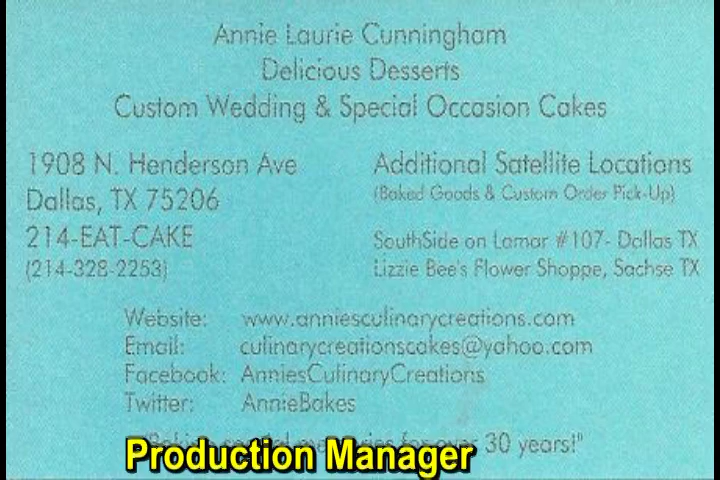 Annie Laurie Cunningham
Delicious Desserts
Custom Wedding & Special Occasion Cakes
1908 N. Henderson Ave
Dallas, TX 75206
214-EAT-CAKE
(214-328-2253)
Additional Satellite Locations
(Baked Goods & Custom Order Pick-Up)
SouthSide on Lamar #107- Dallas TX
Lizzie Bee's Flower Shoppe, Sachse TX
Website: www.anniesculinarycreations.com
Email: culinarycreationscakes@yahoo.com
Facebook: AnniesCulinaryCreations
Twitter: AnnieBakes
for over 30 years!"
Production Manager